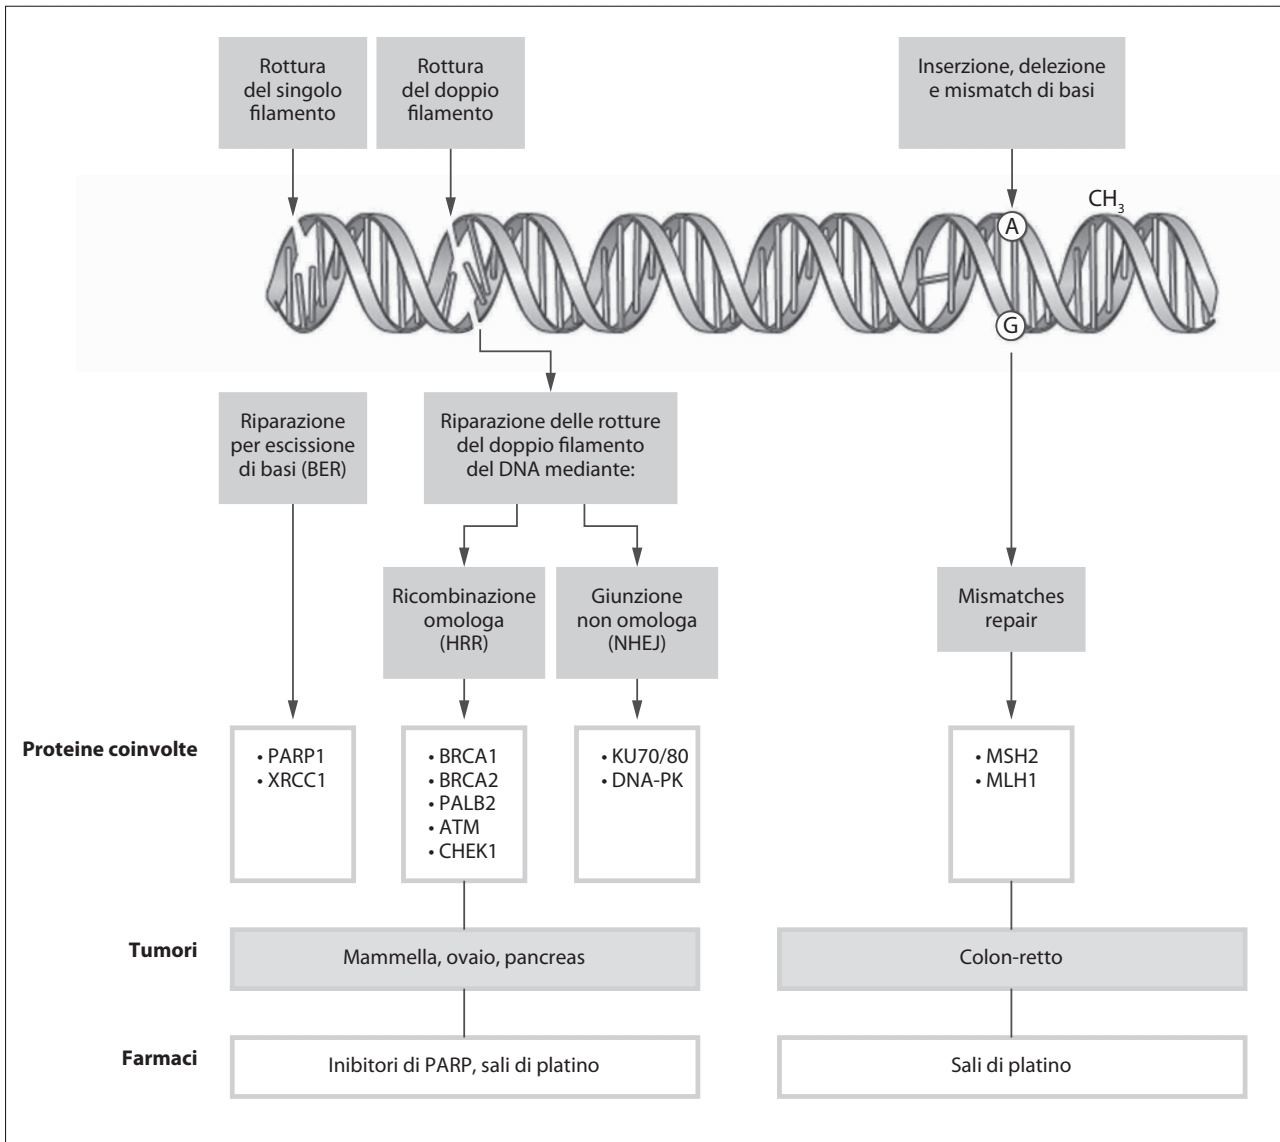 Rottura
del singolo
filamento
Rottura
del doppio
filamento
Inserzione, delezione
e mismatch di basi
CH3
A
G
Riparazione
per escissione
di basi (BER)
Riparazione delle rotture
del doppio filamento
del DNA mediante:
Ricombinazione
omologa
(HRR)
Giunzione
non omologa
(NHEJ)
Mismatches
repair
Proteine coinvolte
• PARP1
• XRCC1
• BRCA1
• BRCA2
• PALB2
• ATM
• CHEK1
• KU70/80
• DNA-PK
• MSH2
• MLH1
Tumori
Mammella, ovaio, pancreas
Colon-retto
Farmaci
Inibitori di PARP, sali di platino
Sali di platino